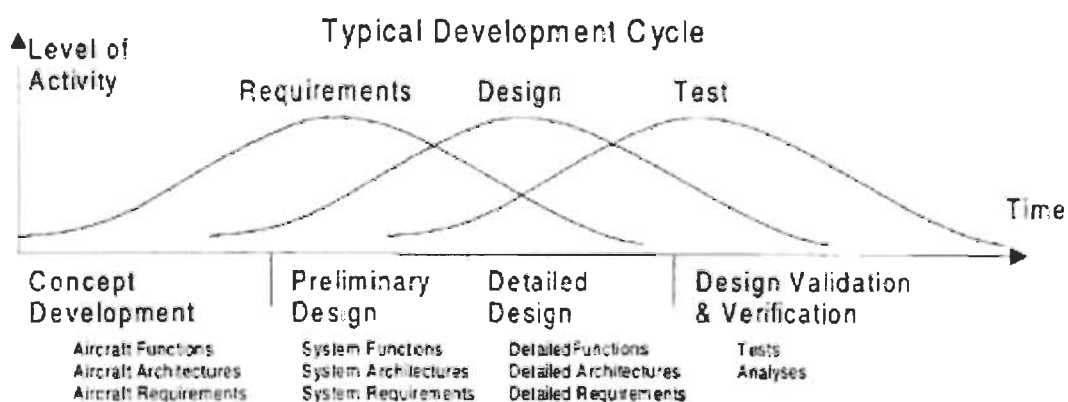 Typical Development Cycle
Level of
Activity
Requirements
Design
Test
Time
Concept
Development
Preliminary
Design
Detailed
Design
Design Validation
& Verification
Aircraft Functions
Aircraft Architectures
Aircraft Requirements
System Functions
System Architectures
System Requirements
Detailed Functions
Detailed Architectures
Detailed Requirements
Tests
Analyses